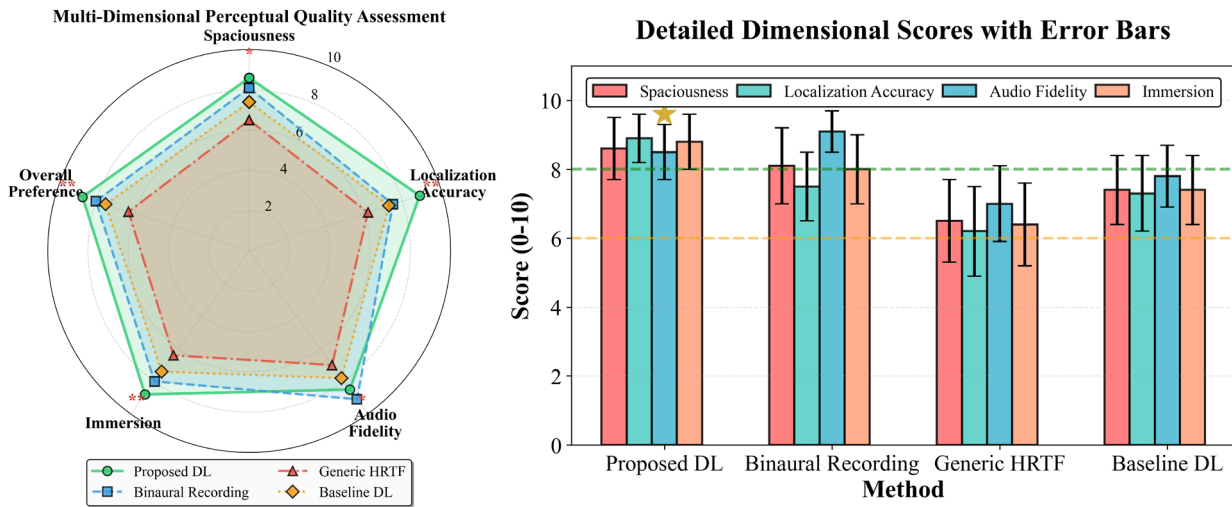 Multi-Dimensional Perceptual Quality Assessment
Spaciousness
*
10
8
6
4
2
Overall
Preference
**
Localization
Accuracy
**
Immersion
**
Audio
Fidelity
*
Proposed DL
Generic HRTF
Binaural Recording
Baseline DL
Detailed Dimensional Scores with Error Bars
Spaciousness
Localization Accuracy
Audio Fidelity
Immersion
Score (0-10)
10
8
6
4
2
0
Proposed DL
Binaural Recording
Generic HRTF
Baseline DL
Method